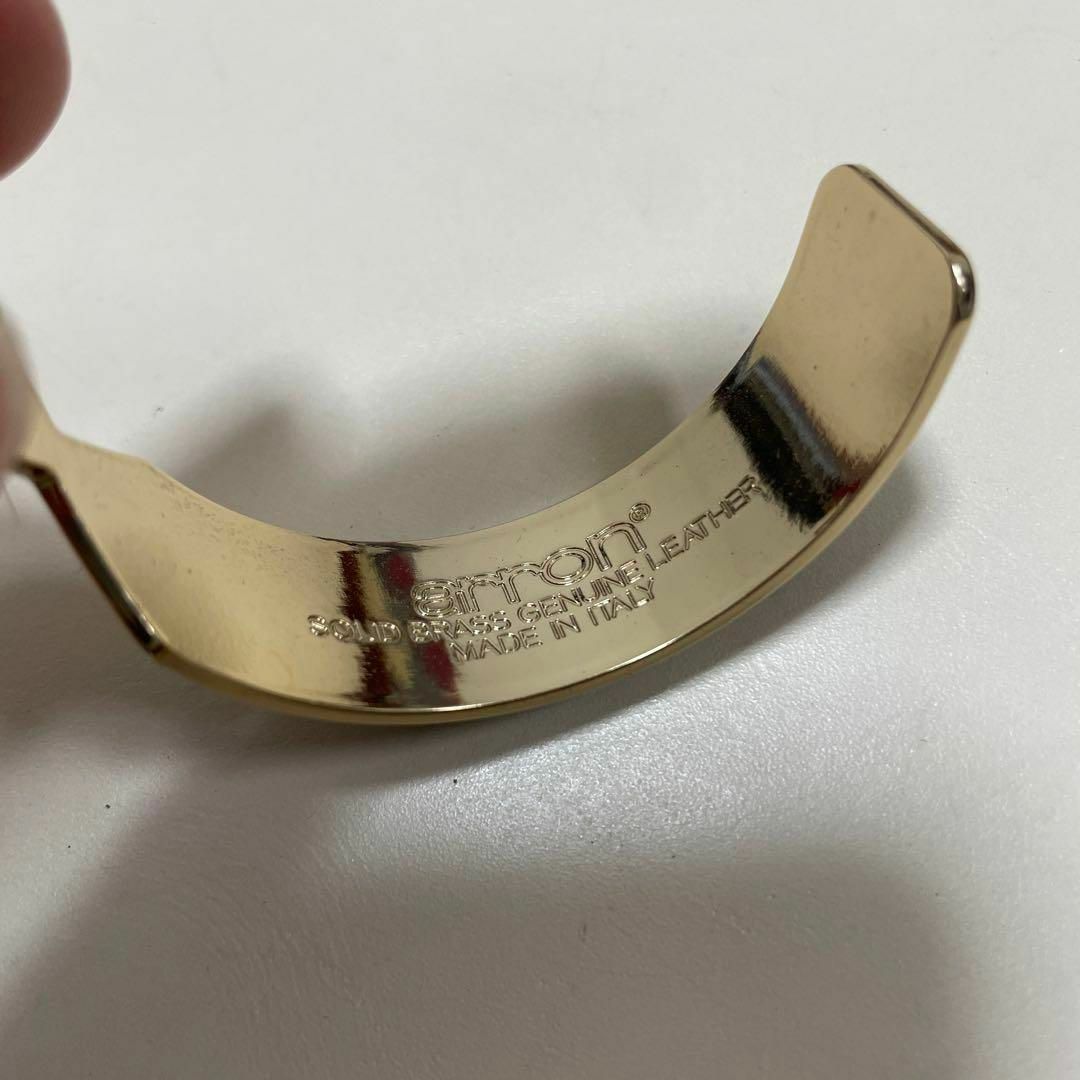 arron®
SOLID BRASS GENUINE LEATHER
MADE IN ITALY